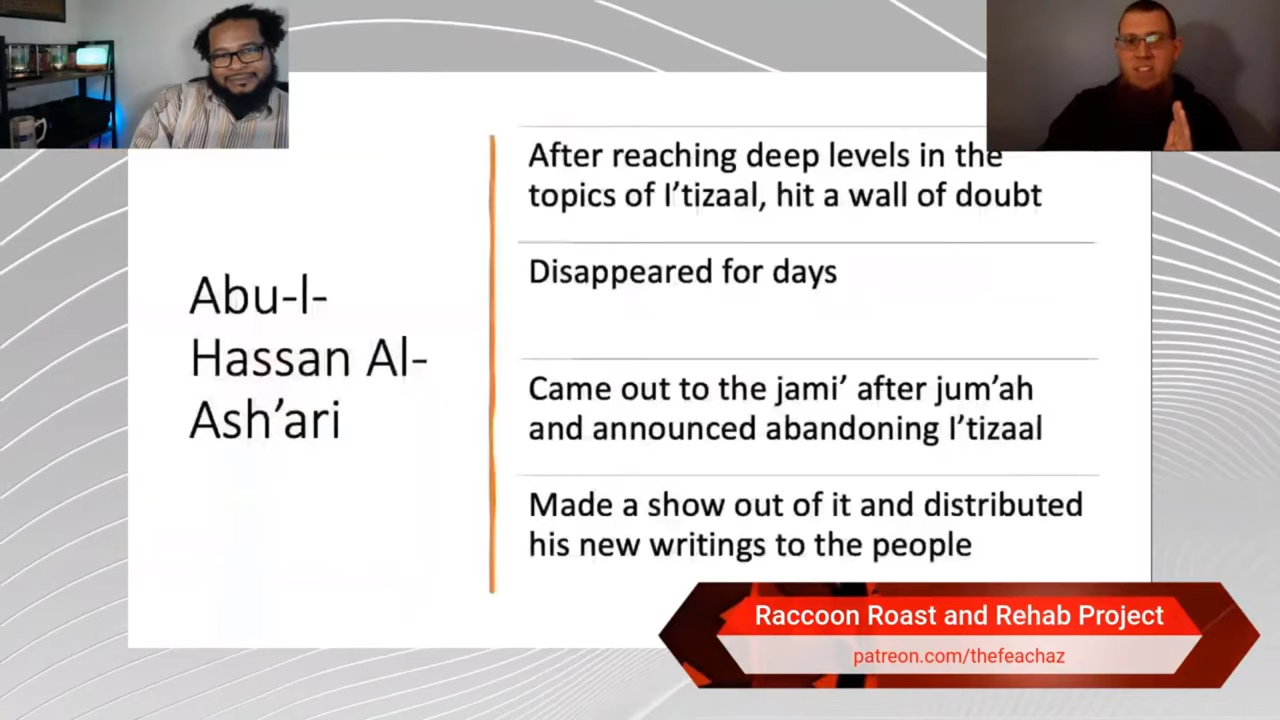 Abu-l-
Hassan Al-
Ash’ari
After reaching deep levels in the
topics of I’tizaal, hit a wall of doubt
Disappeared for days
Came out to the jami’ after jum’ah
and announced abandoning I’tizaal
Made a show out of it and distributed
his new writings to the people
Raccoon Roast and Rehab Project
patreon.com/thefeachaz